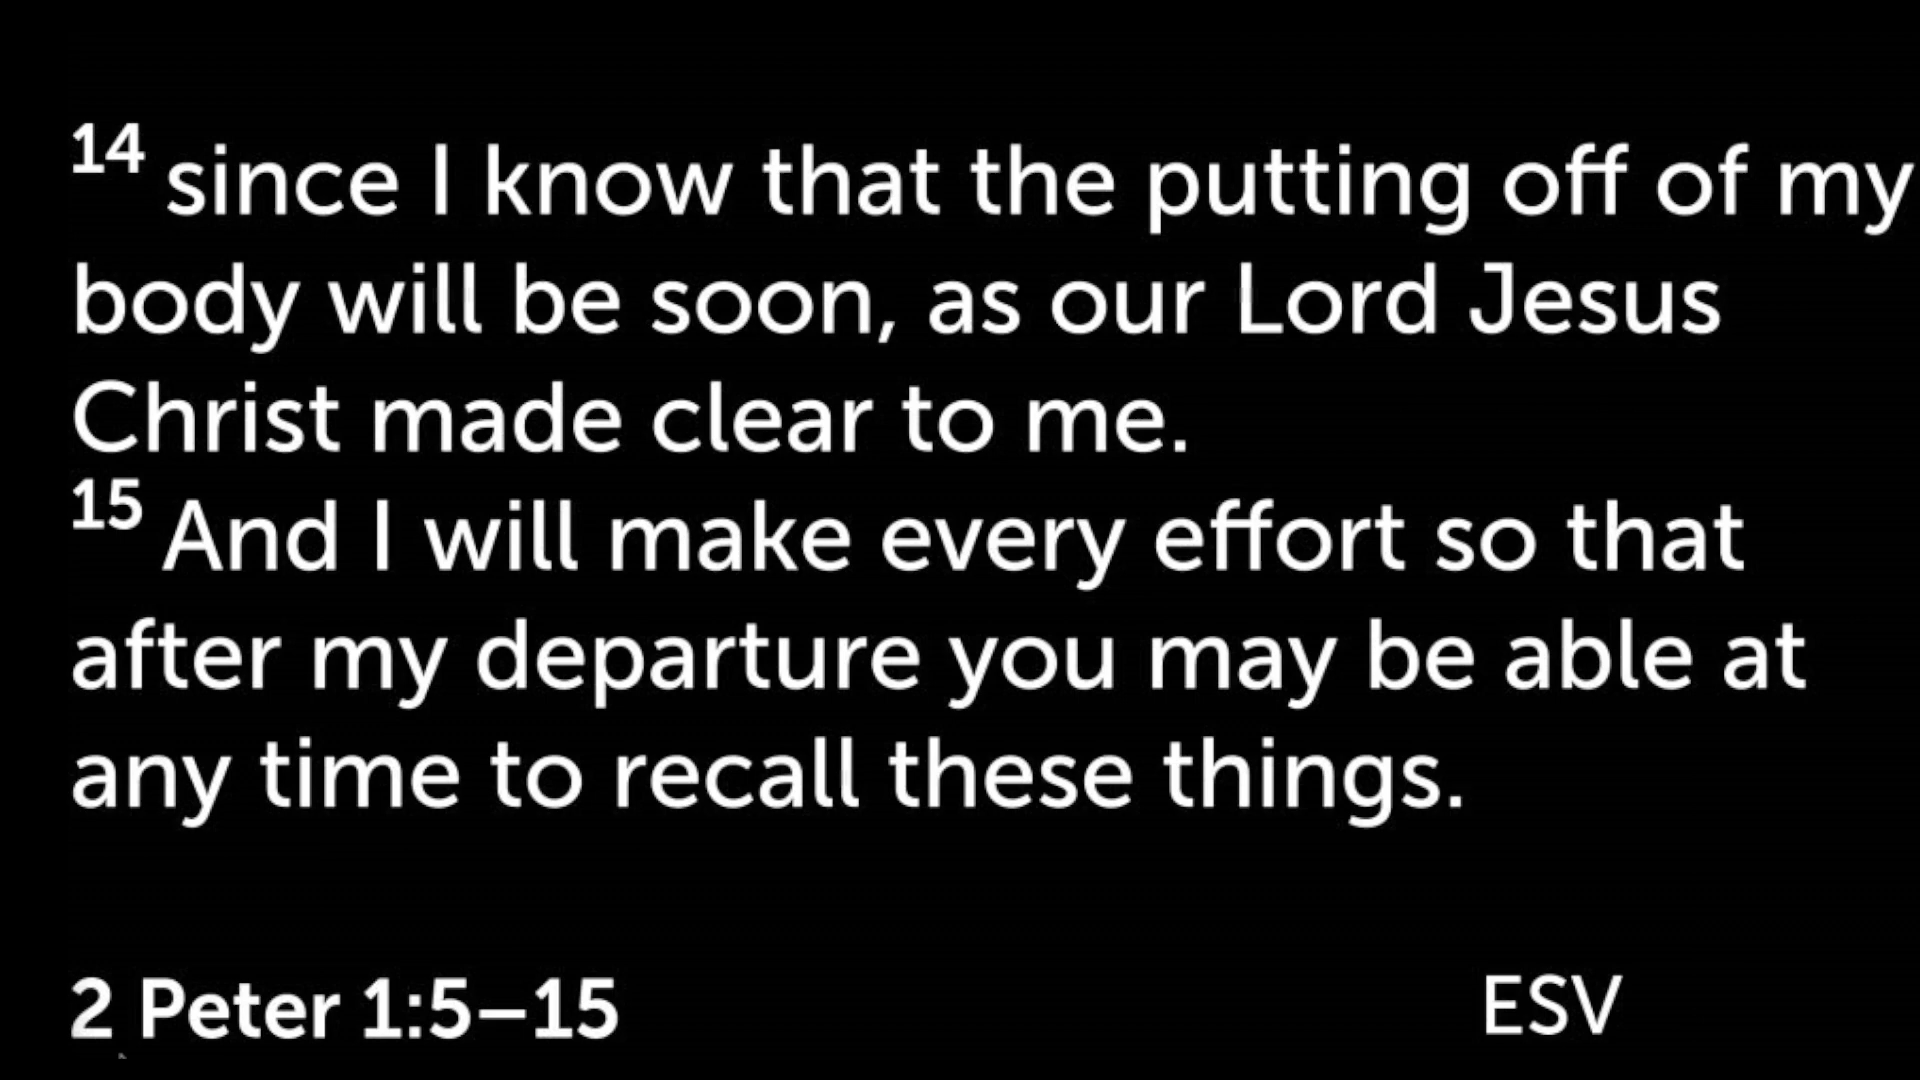 14 since I know that the putting off of my
body will be soon, as our Lord Jesus
Christ made clear to me.
15 And I will make every effort so that
after my departure you may be able at
any time to recall these things.
2 Peter 1:5–15 ESV